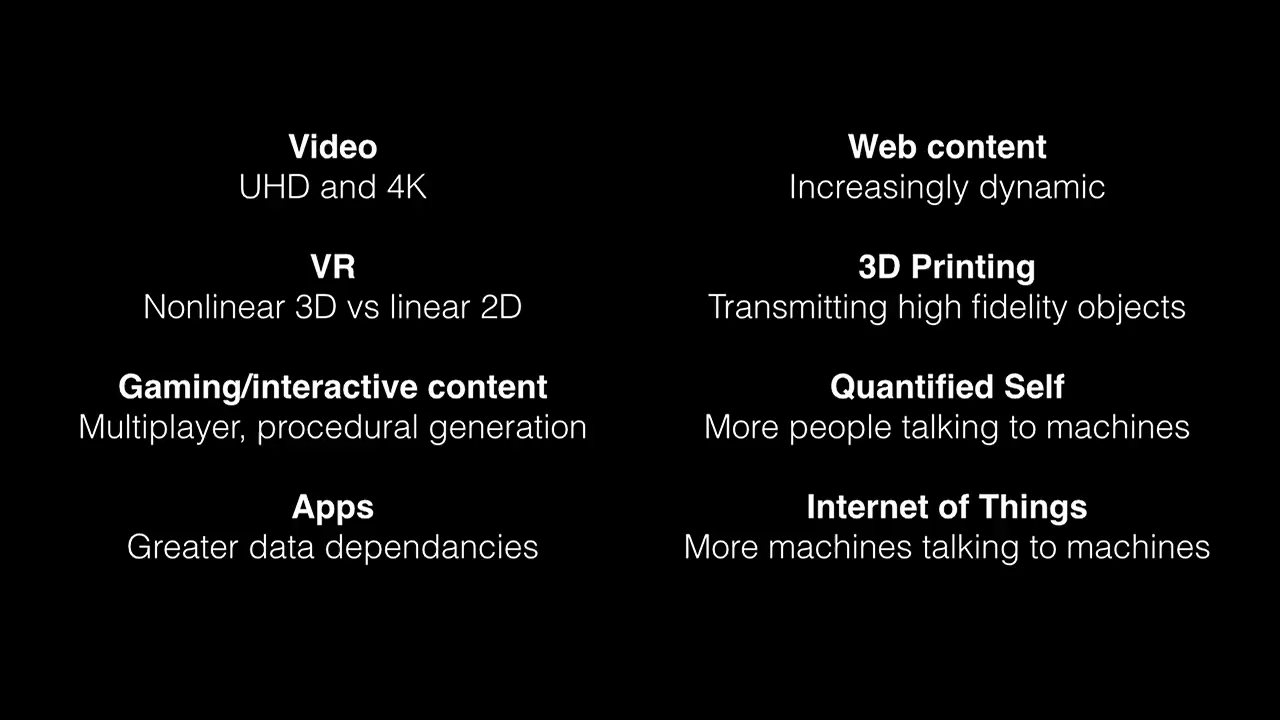 Video
UHD and 4K
VR
Nonlinear 3D vs linear 2D
Gaming/interactive content
Multiplayer, procedural generation
Apps
Greater data dependancies
Web content
Increasingly dynamic
3D Printing
Transmitting high fidelity objects
Quantified Self
More people talking to machines
Internet of Things
More machines talking to machines